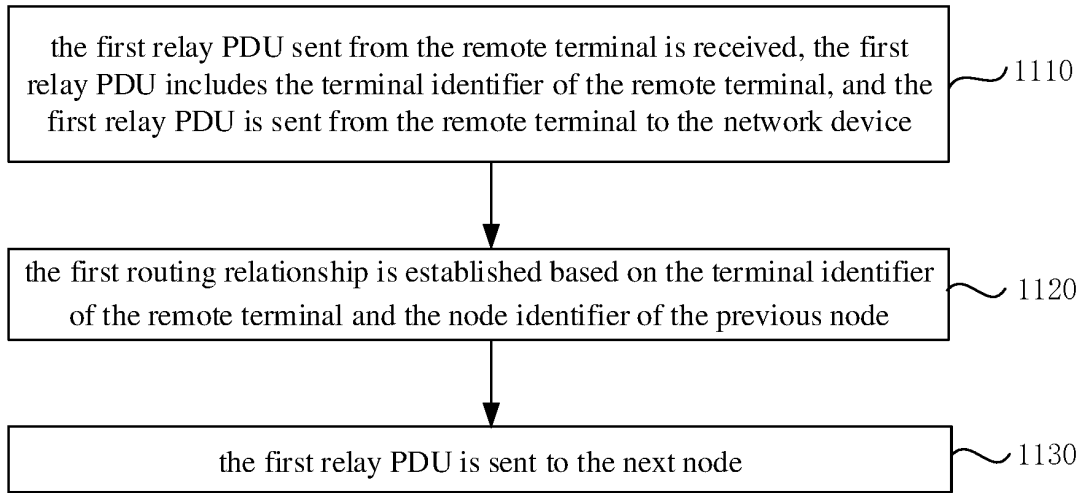 the first relay PDU sent from the remote terminal is received, the first
relay PDU includes the terminal identifier of the remote terminal, and the
first relay PDU is sent from the remote terminal to the network device
1110
the first routing relationship is established based on the terminal identifier
of the remote terminal and the node identifier of the previous node
1120
the first relay PDU is sent to the next node
1130